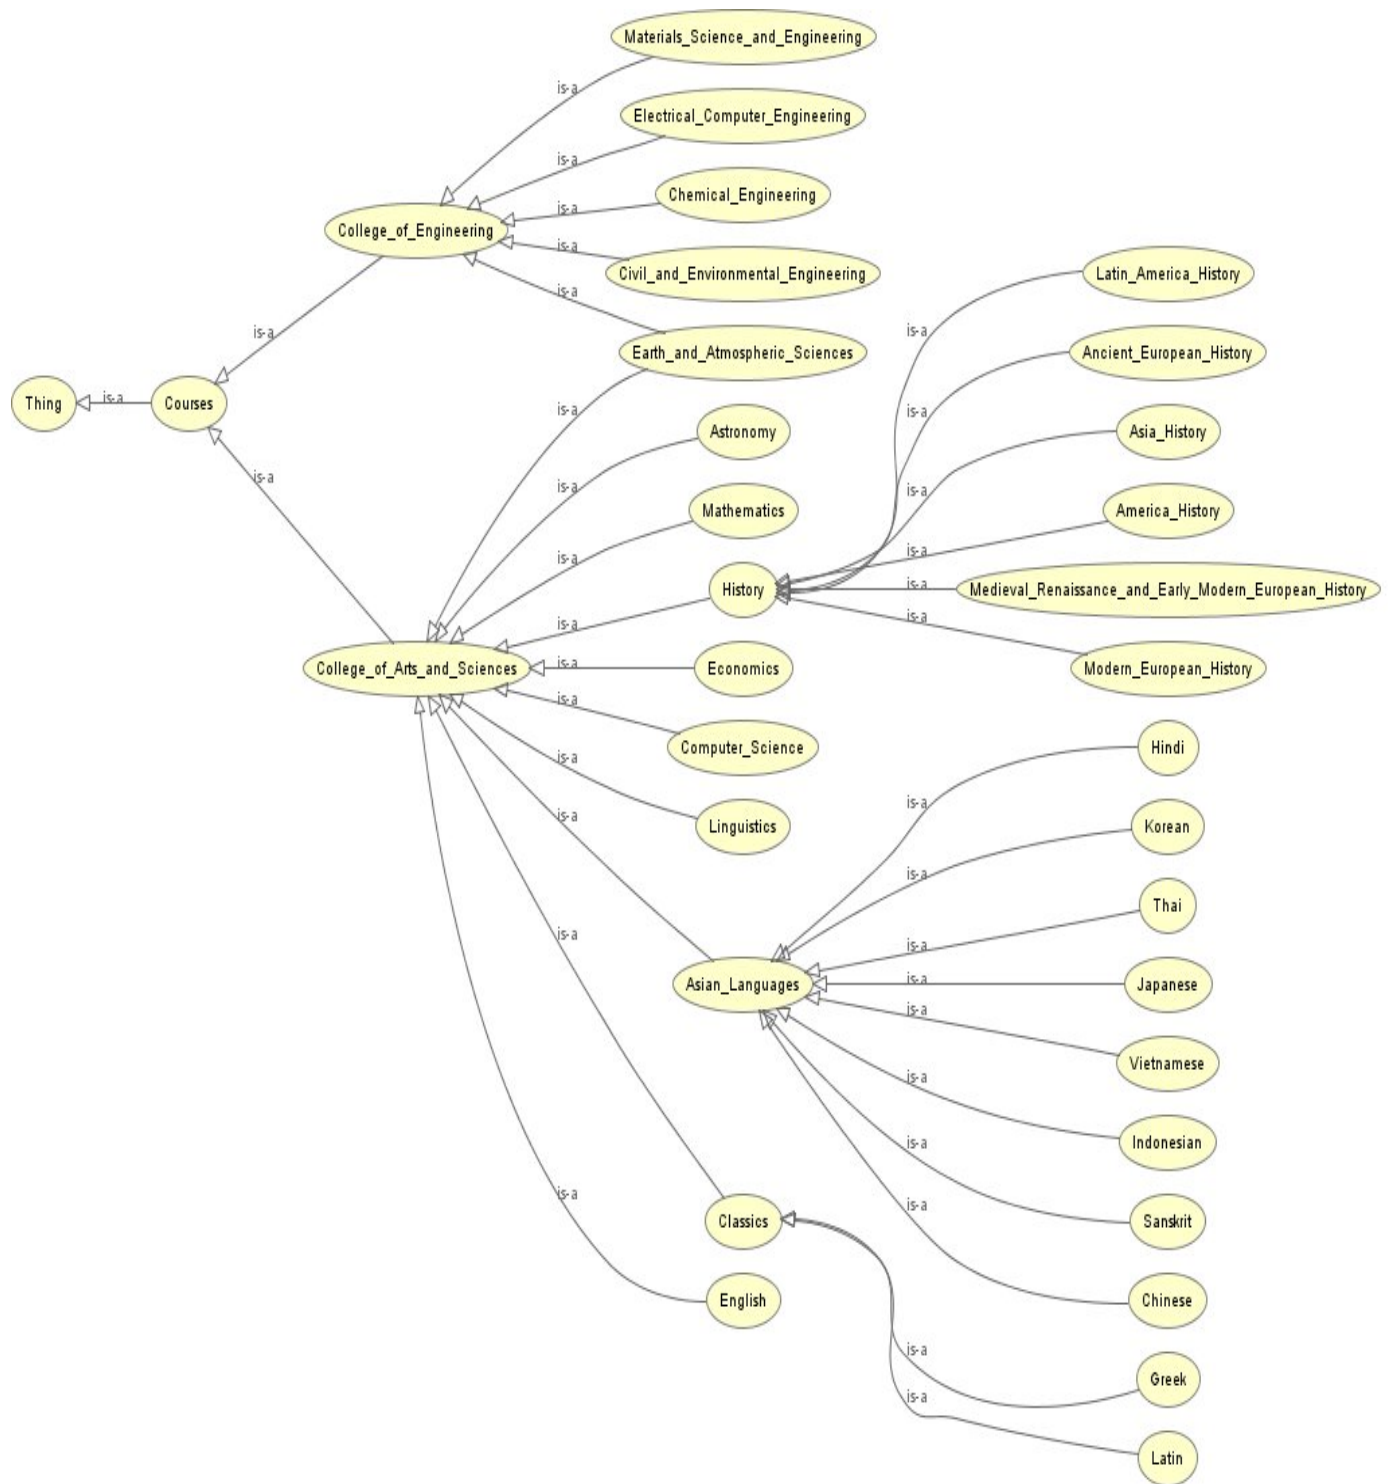 Materials_Science_and_Engineering
is-a
Electrical_Computer_Engineering
is-a
Chemical_Engineering
is-a
College_of_Engineering
is-a
Civil_and_Environmental_Engineering
Latin_America_History
is-a
is-a
is-a
Earth_and_Atmospheric_Sciences
Ancient_European_History
Thing
is-a
Courses
is-a
is-a
Astronomy
Asia_History
is-a
is-a
is-a
Mathematics
America_History
is-a
is-a
History
is-a
Medieval_Renaissance_and_Early_Modern_European_History
is-a
is-a
College_of_Arts_and_Sciences
is-a
Economics
Modern_European_History
is-a
Computer_Science
Hindi
is-a
is-a
is-a
Linguistics
Korean
is-a
Thai
is-a
is-a
Asian_Languages
is-a
Japanese
is-a
Vietnamese
is-a
Indonesian
is-a
is-a
is-a
Classics
Sanskrit
English
Chinese
is-a
Greek
is-a
Latin